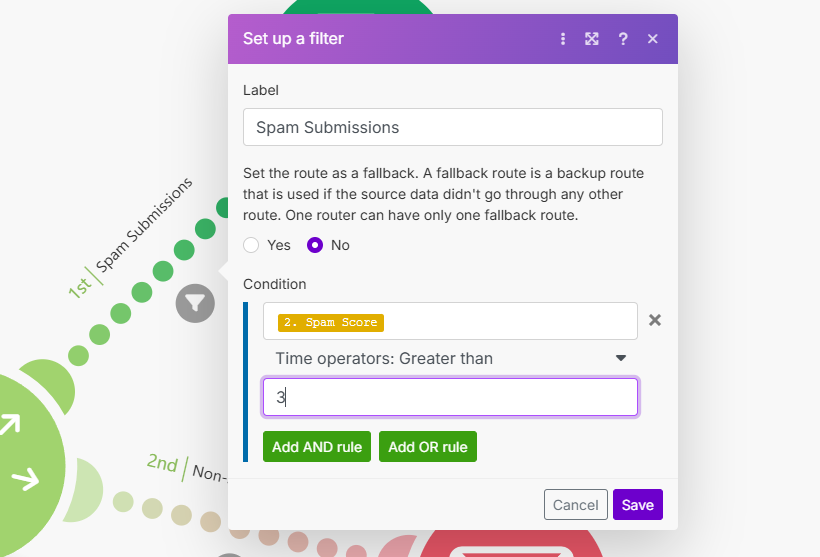 Set up a filter
?
Label
Spam Submissions
Set the route as a fallback. A fallback route is a backup route
that is used if the source data didn't go through any other
route. One router can have only one fallback route.
Yes No
Condition
2. Spam Score
Time operators: Greater than
3
Add AND rule Add OR rule
Cancel Save
1st Spam Submissions
2nd Non-